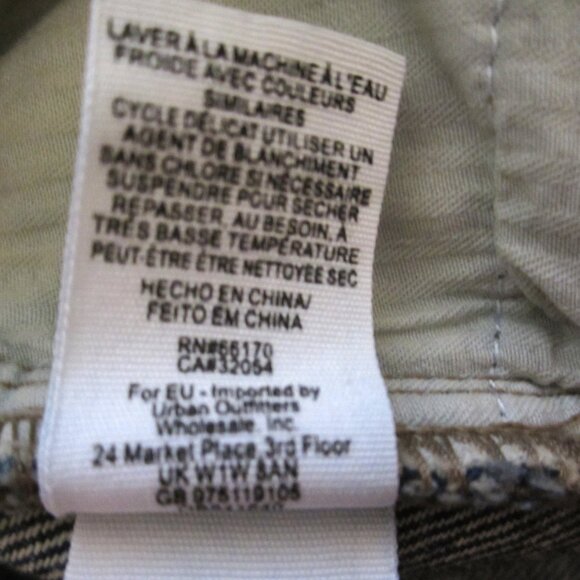 LAVER À LA MACHINE À L'EAU
FROIDE AVEC COULEURS
SIMILAIRES
CYCLE DÉLICAT UTILISER UN
AGENT DE BLANCHIMENT
SANS CHLORE SI NÉCESSAIRE
SUSPENDRE POUR SÉCHER
REPASSER, AU BESOIN, À
TRÈS BASSE TEMPÉRATURE
PEUT-ÊTRE ÊTRE NETTOYÉE SEC
HECHO EN CHINA/
FEITO EM CHINA
RN#66170
CA#32054
For EU - Imported by
Urban Outfitters
Wholesale, Inc.
24 Market Place, 3rd Floor
UK W1W 8AN
GB 975119105